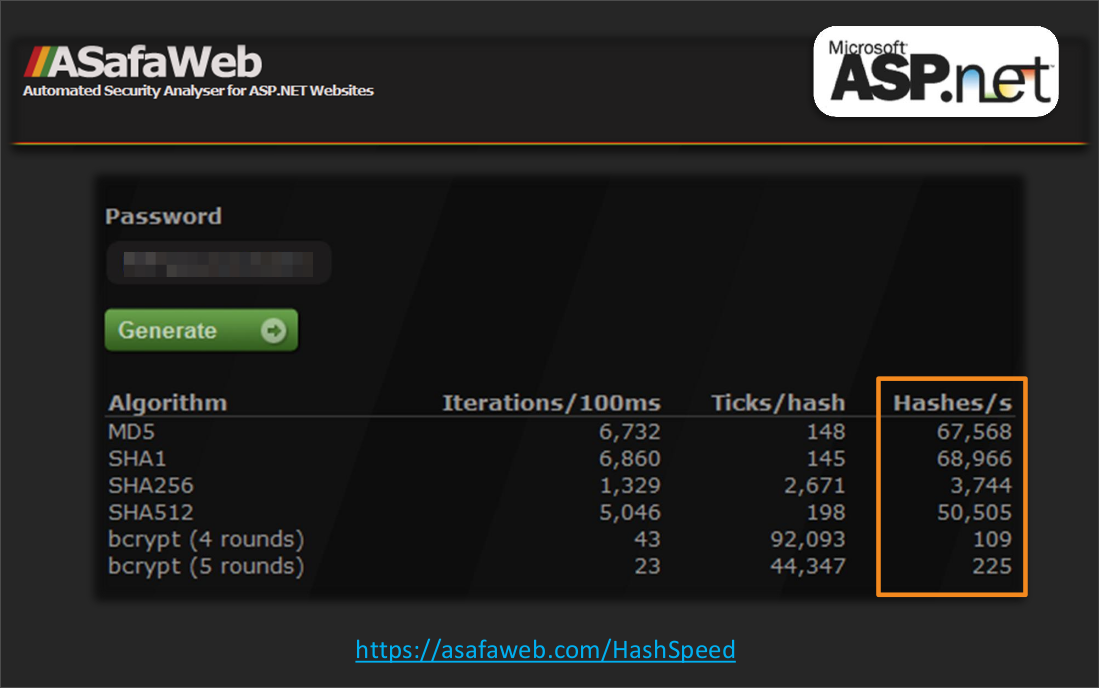 ASafaWeb
Automated Security Analyser for ASP.NET Websites
Microsoft
ASP.net
Password
Generate
Algorithm Iterations/100ms Ticks/hash Hashes/s
MD5 6,732 148 67,568
SHA1 6,860 145 68,966
SHA256 1,329 2,671 3,744
SHA512 5,046 198 50,505
bcrypt (4 rounds) 43 92,093 109
bcrypt (5 rounds) 23 44,347 225
https://asafaweb.com/HashSpeed